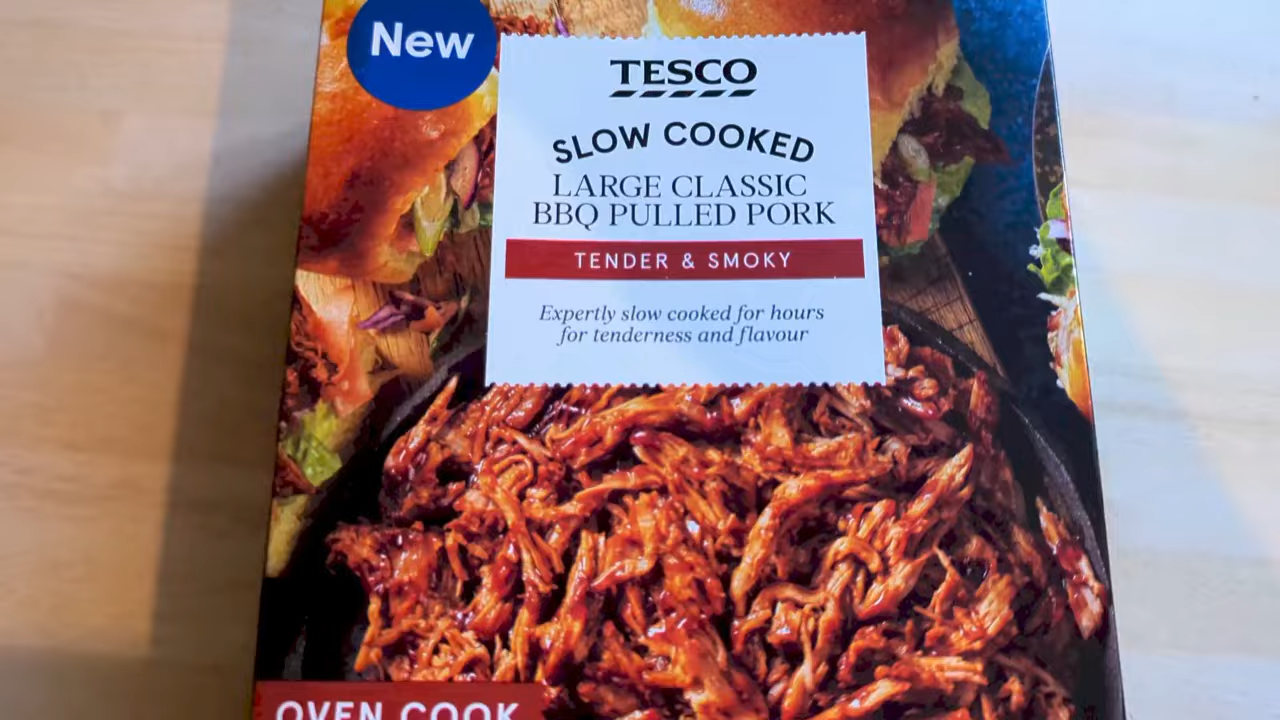 New
TESCO
SLOW COOKED
LARGE CLASSIC
BBQ PULLED PORK
TENDER & SMOKY
Expertly slow cooked for hours
for tenderness and flavour
OVEN COOK